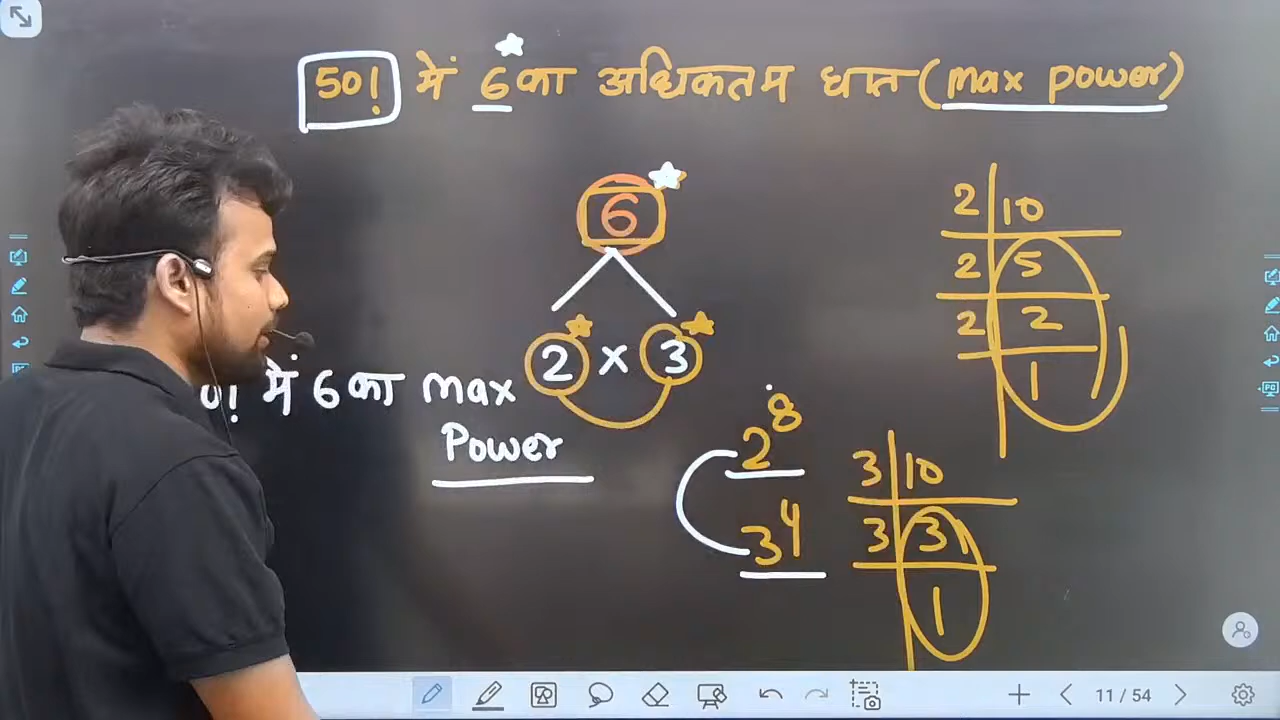 50! में 6 का अधिकतम घात (max power)
6
2 x 3
0! में 6 का max
Power
2 10
2 5
2 2
1
2^8
3^4
3 10
3 3
1
11 / 54